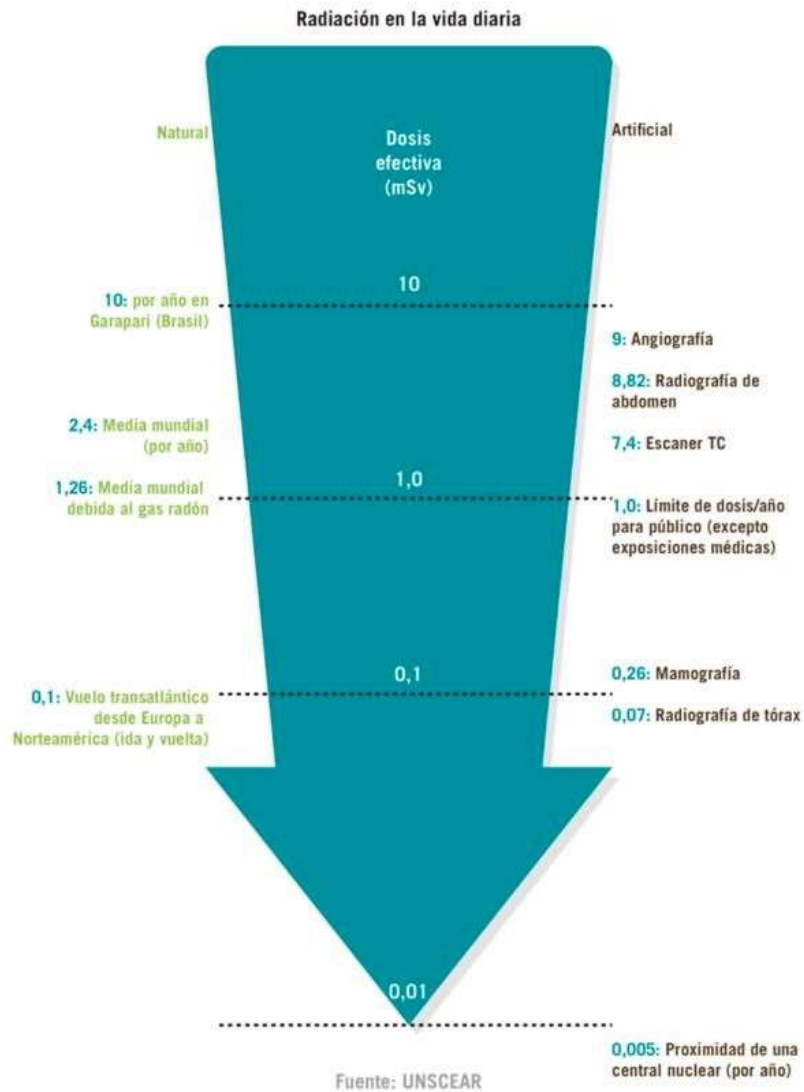 Radiación en la vida diaria
Natural
Dosis
efectiva
(mSv)
Artificial
10
10: por año en
Garapari (Brasil)
9: Angiografía
8,82: Radiografía de
abdomen
2,4: Media mundial
(por año)
7,4: Escaner TC
1,26: Media mundial
debida al gas radón
1,0
1,0: Límite de dosis/año
para público (excepto
exposiciones médicas)
0,1
0,26: Mamografía
0,1: Vuelo transatlántico
desde Europa a
Norteamérica (ida y vuelta)
0,07: Radiografía de tórax
0,01
0,005: Proximidad de una
central nuclear (por año)
Fuente: UNSCEAR